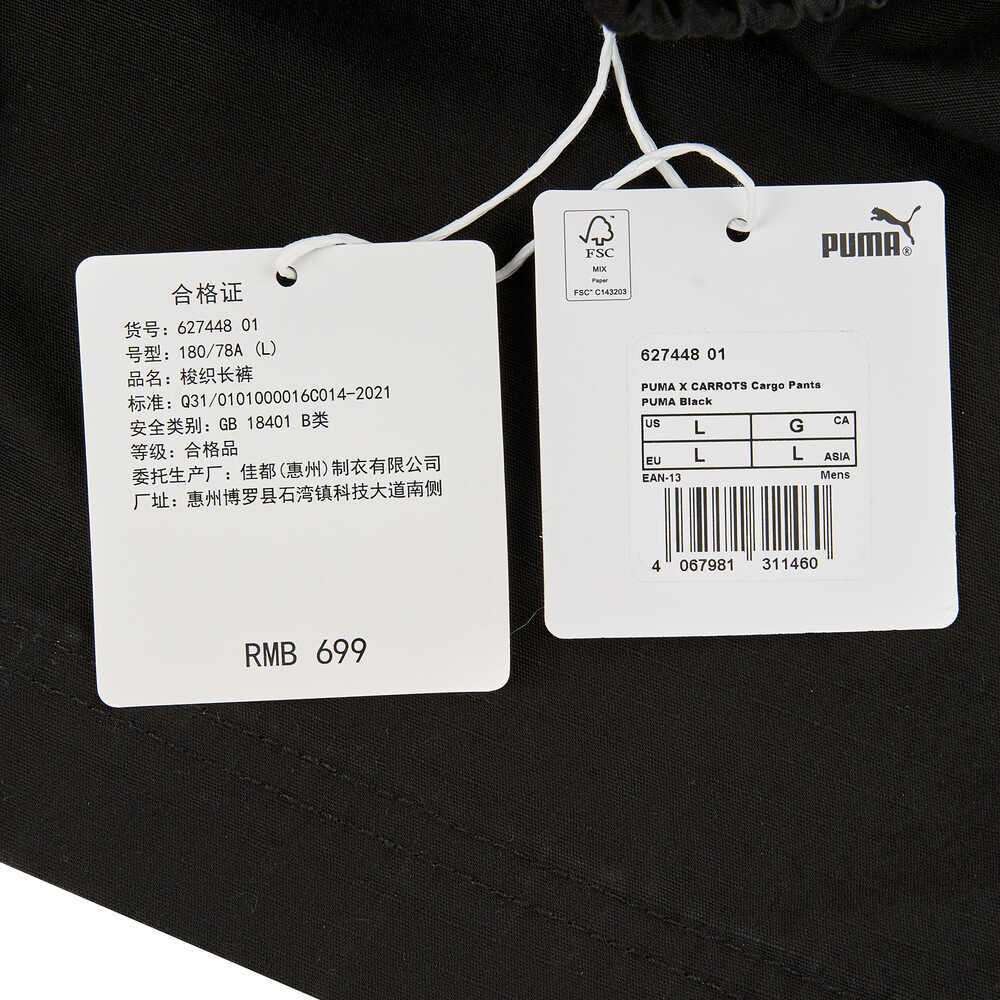 合格证
货号: 627448 01
号型: 180/78A (L)
品名: 梭织长裤
标准: Q31/0101000016C014-2021
安全类别: GB 18401 B类
等级: 合格品
委托生产厂: 佳都(惠州)制衣有限公司
厂址: 惠州博罗县石湾镇科技大道南侧
RMB 699
FSC
MIX
Paper
FSC® C143203
PUMA®
627448 01
PUMA X CARROTS Cargo Pants
PUMA Black
US L G CA
EU L L ASIA
EAN-13 Mens
4 067981 311460